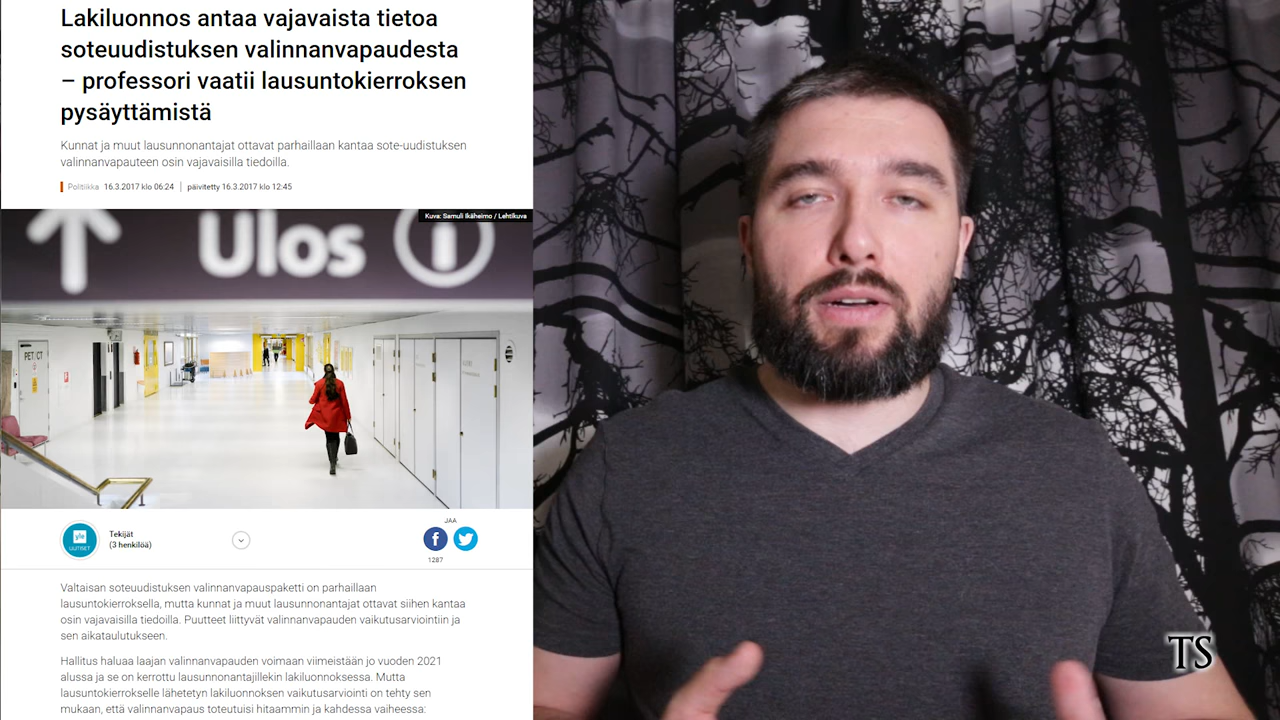 Lakiluonnos antaa vajavaista tietoa
soteuudistuksen valinnanvapaudesta
– professori vaatii lausuntokierroksen
pysäyttämistä
Kunnat ja muut lausunnonantajat ottavat parhaillaan kantaa sote-uudistuksen
valinnanvapauteen osin vajavaisilla tiedoilla.
Politiikka 16.3.2017 klo 06:24 | päivitetty 16.3.2017 klo 12:45
Kuva: Samuli Ikäheimo / Lehtikuva
Ulos
i
PET/CT
yle
UUTISET
Tekijät
(3 henkilöä)
JAA
f
1287
Valtaisan soteuudistuksen valinnanvapauspaketti on parhaillaan
lausuntokierroksella, mutta kunnat ja muut lausunnonantajat ottavat siihen kantaa
osin vajavaisilla tiedoilla. Puutteet liittyvät valinnanvapauden vaikutusarviointiin ja
sen aikataulutukseen.
Hallitus haluaa laajan valinnanvapauden voimaan viimeistään jo vuoden 2021
alussa ja se on kerrottu lausunnonantajillekin lakiluonnoksessa. Mutta
lausuntokierrokselle lähetetyn lakiluonnoksen vaikutusarviointi on tehty sen
mukaan, että valinnanvapaus toteutuisi hitaammin ja kahdessa vaiheessa:
TS